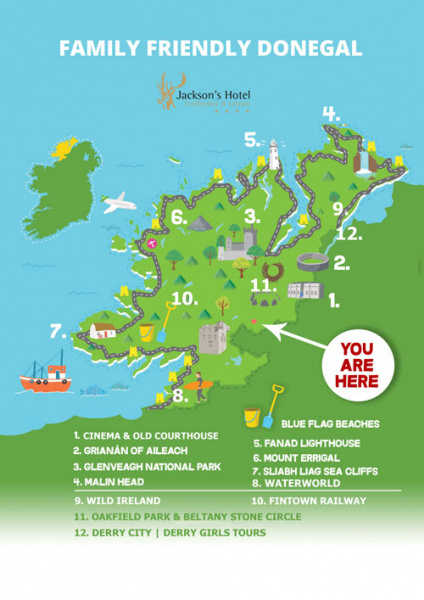 FAMILY FRIENDLY DONEGAL
Jackson's Hotel
4.
5.
6.
3.
9.
12.
2.
11.
10.
1.
7.
8.
YOU
ARE
HERE
BLUE FLAG BEACHES
1. CINEMA & OLD COURTHOUSE
2. GRIANÁN OF AILEACH
3. GLENVEAGH NATIONAL PARK
4. MALIN HEAD
5. FANAD LIGHTHOUSE
6. MOUNT ERRIGAL
7. SLIABH LIAG SEA CLIFFS
8. WATERWORLD
9. WILD IRELAND
10. FINTOWN RAILWAY
11. OAKFIELD PARK & BELTANY STONE CIRCLE
12. DERRY CITY | DERRY GIRLS TOURS